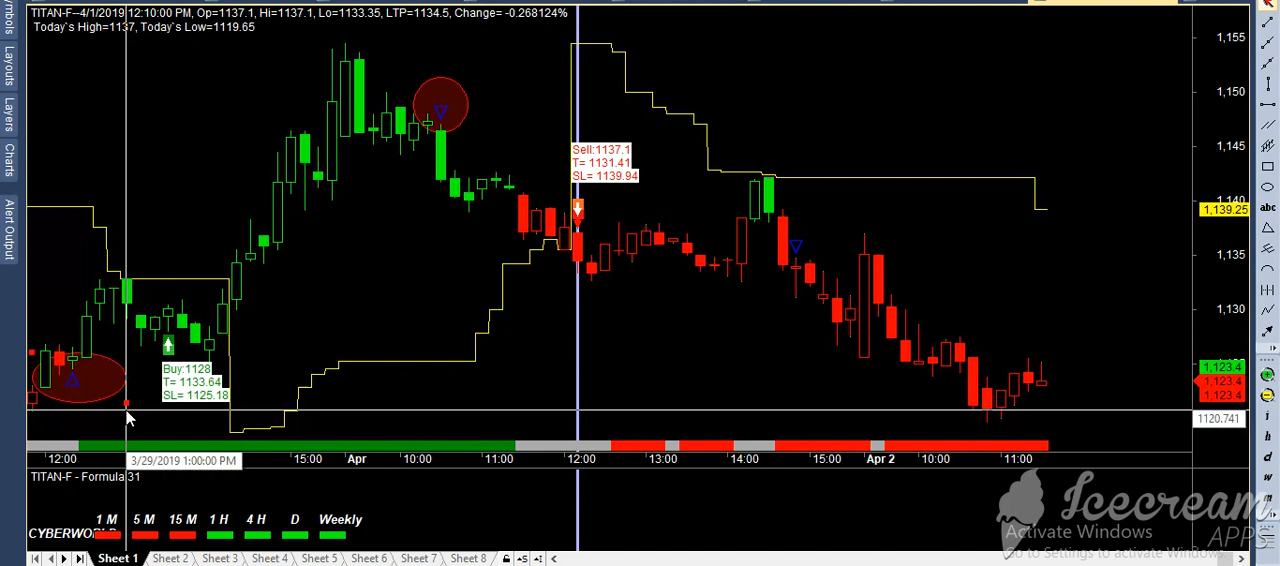 TITAN-F--4/1/2019 12:10:00 PM, Op=1137.1, Hi=1137.1, Lo=1133.35, LTP=1134.5, Change= -0.268124%
Today`s High=1137, Today`s Low=1119.65
Layouts
Layers
Charts
Alert Output
1,155
1,150
1,145
1,135
1,130
1,139.25
1,123.4
1,123.4
1,123.4
1120.741
Sell:1137.1
T= 1131.41
SL= 1139.94
Buy:1128
T= 1133.64
SL= 1125.18
12:00
3/29/2019 1:00:00 PM
15:00
Apr
10:00
11:00
12:00
13:00
14:00
15:00
Apr 2
10:00
11:00
TITAN-F - Formula 31
1 M
5 M
15 M
1 H
4 H
D
Weekly
Sheet 1
Sheet 2
Sheet 3
Sheet 4
Sheet 5
Sheet 6
Sheet 7
Sheet 8
abc
i
h
d
w
m
Icecream
APPS
Activate Windows
Go to Settings to activate Windows.